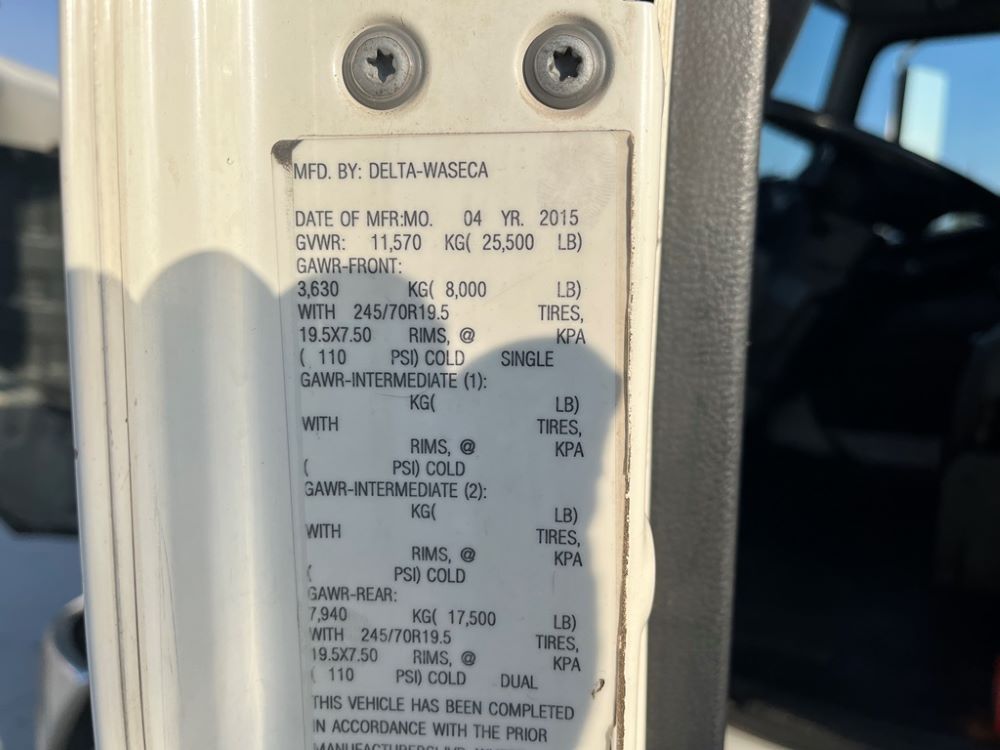 MFD. BY: DELTA-WASECA
DATE OF MFR:MO. 04 YR. 2015
GVWR: 11,570 KG( 25,500 LB)
GAWR-FRONT:
3,630 KG( 8,000 LB)
WITH 245/70R19.5 TIRES,
19.5X7.50 RIMS, @ KPA
( 110 PSI) COLD SINGLE
GAWR-INTERMEDIATE (1):
KG( LB)
WITH TIRES,
RIMS, @ KPA
( PSI) COLD
GAWR-INTERMEDIATE (2):
KG( LB)
WITH TIRES,
RIMS, @ KPA
( PSI) COLD
GAWR-REAR:
7,940 KG( 17,500 LB)
WITH 245/70R19.5 TIRES,
19.5X7.50 RIMS, @ KPA
( 110 PSI) COLD DUAL
THIS VEHICLE HAS BEEN COMPLETED
IN ACCORDANCE WITH THE PRIOR